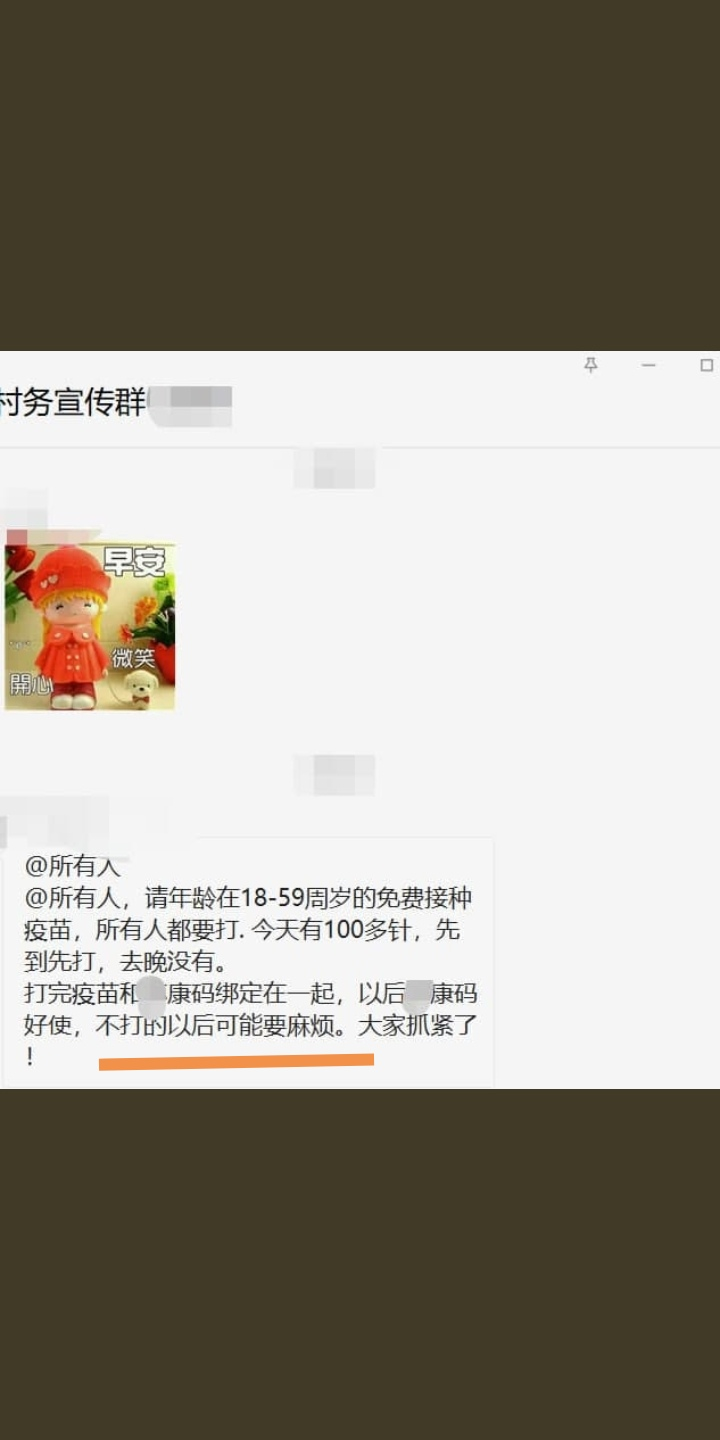 村务宣传群
早安
微笑
開心
@所有人
@所有人，请年龄在18-59周岁的免费接种
疫苗，所有人都要打. 今天有100多针，先
到先打，去晚没有。
打完疫苗和康码绑定在一起，以后康码
好使，不打的以后可能要麻烦。大家抓紧了
！